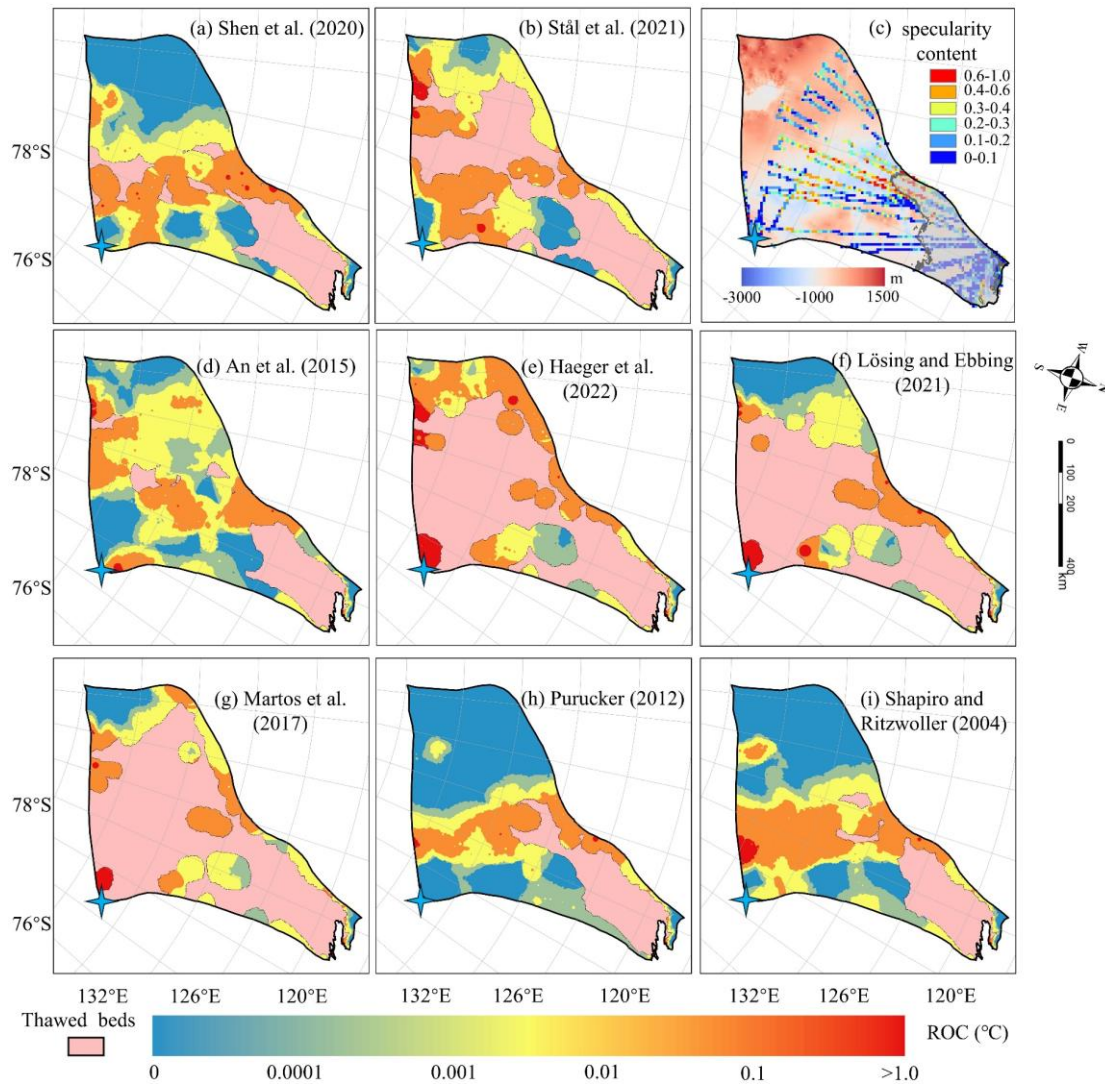 (a) Shen et al. (2020)
(b) Stål et al. (2021)
(c) specularity
content
0.6-1.0
0.4-0.6
0.3-0.4
0.2-0.3
0.1-0.2
0-0.1
78°S
76°S
-3000 -1000 1500 m
(d) An et al. (2015)
(e) Haeger et al.
(2022)
(f) Lösing and Ebbing
(2021)
W
S
N
E
0
100
200
400
km
78°S
76°S
(g) Martos et al.
(2017)
(h) Purucker (2012)
(i) Shapiro and
Ritzwoller (2004)
78°S
76°S
132°E 126°E 120°E
132°E 126°E 120°E
132°E 126°E 120°E
Thawed beds
ROC (℃)
0 0.0001 0.001 0.01 0.1 >1.0